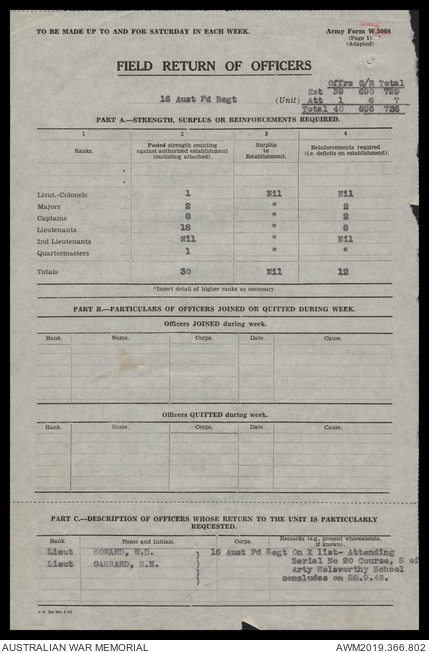 TO BE MADE UP TO AND FOR SATURDAY IN EACH WEEK.
Army Form W.3008
(Page 1)
(Adapted)
FIELD RETURN OF OFFICERS
Offrs O/R Total
Est 39 690 729
Att 1 6 7
Total 40 696 736
16 Aust Fd Regt (Unit)
PART A.—STRENGTH, SURPLUS OR REINFORCEMENTS REQUIRED.
1 2 3 4
Ranks. Posted strength counting against authorized establishment (excluding attached). Surplus to Establishment. Reinforcements required (i.e. deficits on establishment).
*
*
Lieut.-Colonels 1 Nil Nil
Majors 2 " 2
Captains 8 " 2
Lieutenants 18 " 8
2nd Lieutenants Nil " Nil
Quartermasters 1 " "
Totals 30 Nil 12
*Insert detail of higher ranks as necessary.
PART B.—PARTICULARS OF OFFICERS JOINED OR QUITTED DURING WEEK.
Officers JOINED during week.
Rank. Name. Corps. Date. Cause.
Officers QUITTED during week.
Rank. Name. Corps. Date. Cause.
PART C.—DESCRIPTION OF OFFICERS WHOSE RETURN TO THE UNIT IS PARTICULARLY
REQUESTED.
Rank. Name and Initials. Corps. Remarks (e.g., present whereabouts, if known).
Lieut HOWARD, W.D. ) 16 Aust Fd Regt On X list- Attending
Lieut GARRARD, R.N. ) Serial No 20 Course, S of
) Arty Holsworthy School
) concludes on 26.9.42.
AUSTRALIAN WAR MEMORIAL
AWM2019.366.802